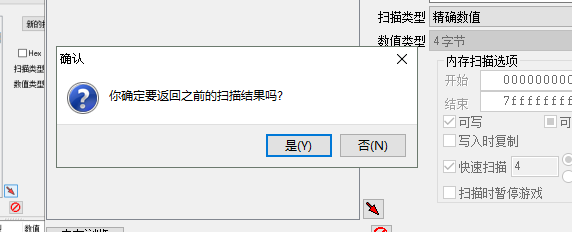 扫描类型 精确数值
新的扫
数值类型 4 字节
Hex
确认
内存扫描选项
扫描类型
开始 000000000
数值类型
你确定要返回之前的扫描结果吗?
结束 7ffffffff
可写 可
是(Y) 否(N)
写入时复制
快速扫描 4
扫描时暂停游戏
数值